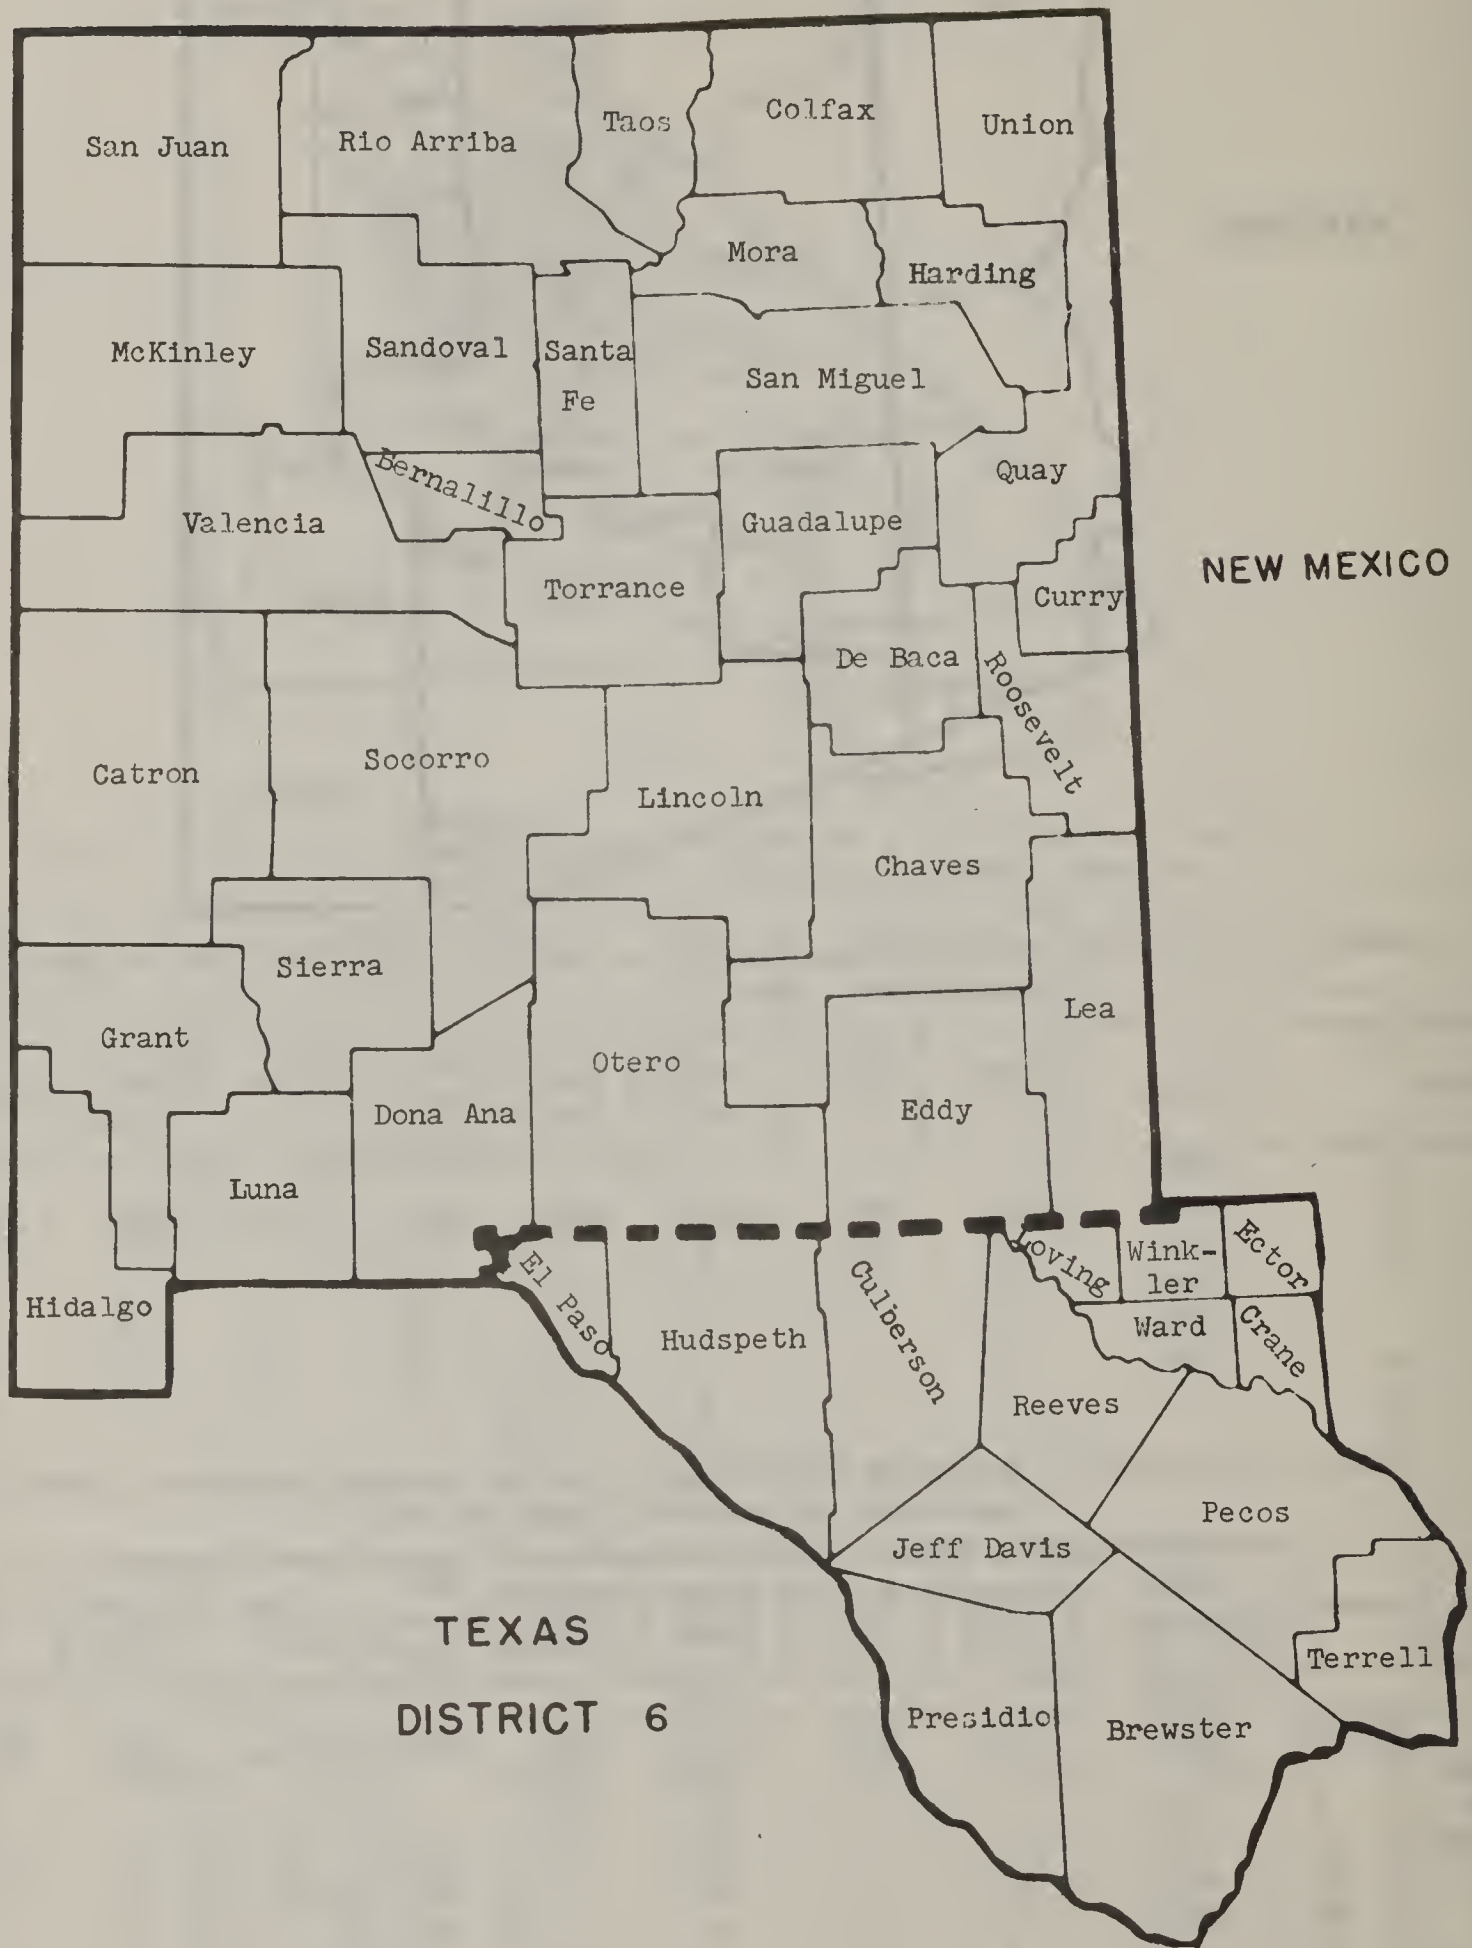 San Juan
Rio Arriba
Taos
Colfax
Union
Mora
Harding
McKinley
Sandoval
Santa
Fe
San Miguel
Bernalillo
Quay
Valencia
Guadalupe
Torrance
Curry
NEW MEXICO
De Baca
Roosevelt
Catron
Socorro
Lincoln
Chaves
Sierra
Grant
Otero
Lea
Dona Ana
Eddy
Luna
Hidalgo
El Paso
Hudspeth
Culberson
Loving
Wink-
ler
Ector
Ward
Crane
Reeves
Pecos
Jeff Davis
TEXAS
DISTRICT 6
Terrell
Presidio
Brewster